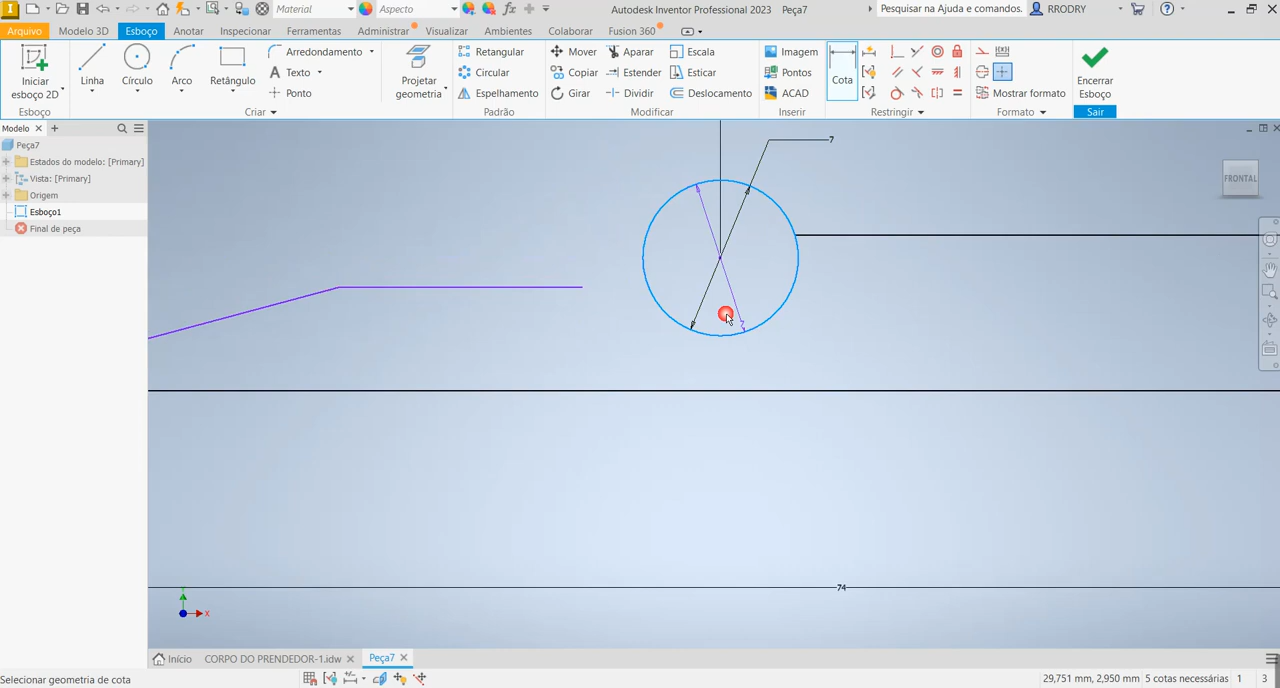 Material
Aspecto
Autodesk Inventor Professional 2023 Peça7
Pesquisar na Ajuda e comandos.
RRODRY
Arquivo Modelo 3D Esboço Anotar Inspecionar Ferramentas Administrar Visualizar Ambientes Colaborar Fusion 360
Iniciar esboço 2D
Linha
Círculo
Arco
Retângulo
Arredondamento
Texto
Ponto
Projetar geometria
Retangular
Circular
Espelhamento
Mover
Copiar
Girar
Aparar
Estender
Dividir
Escala
Esticar
Deslocamento
Imagem
Pontos
ACAD
Cota
Mostrar formato
Encerrar Esboço
Esboço Criar Padrão Modificar Inserir Restringir Formato Sair
Modelo
Peça7
Estados do modelo: [Primary]
Vista: [Primary]
Origem
Esboço1
Final de peça
7
7
74
FRONTAL
Y
X
Início CORPO DO PRENDEDOR-1.idw Peça7
Selecionar geometria de cota
29,751 mm, 2,950 mm 5 cotas necessárias 1 3